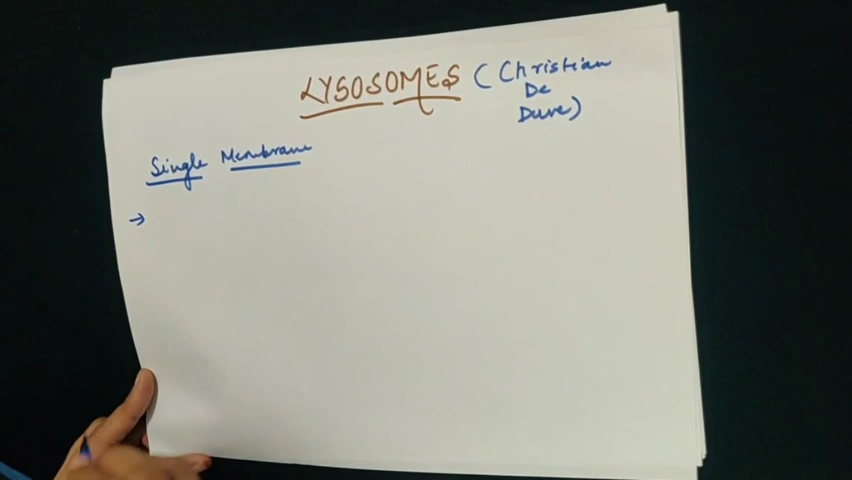 LYSOSOMES (Christian
De
Duve)
Single Membrane
→